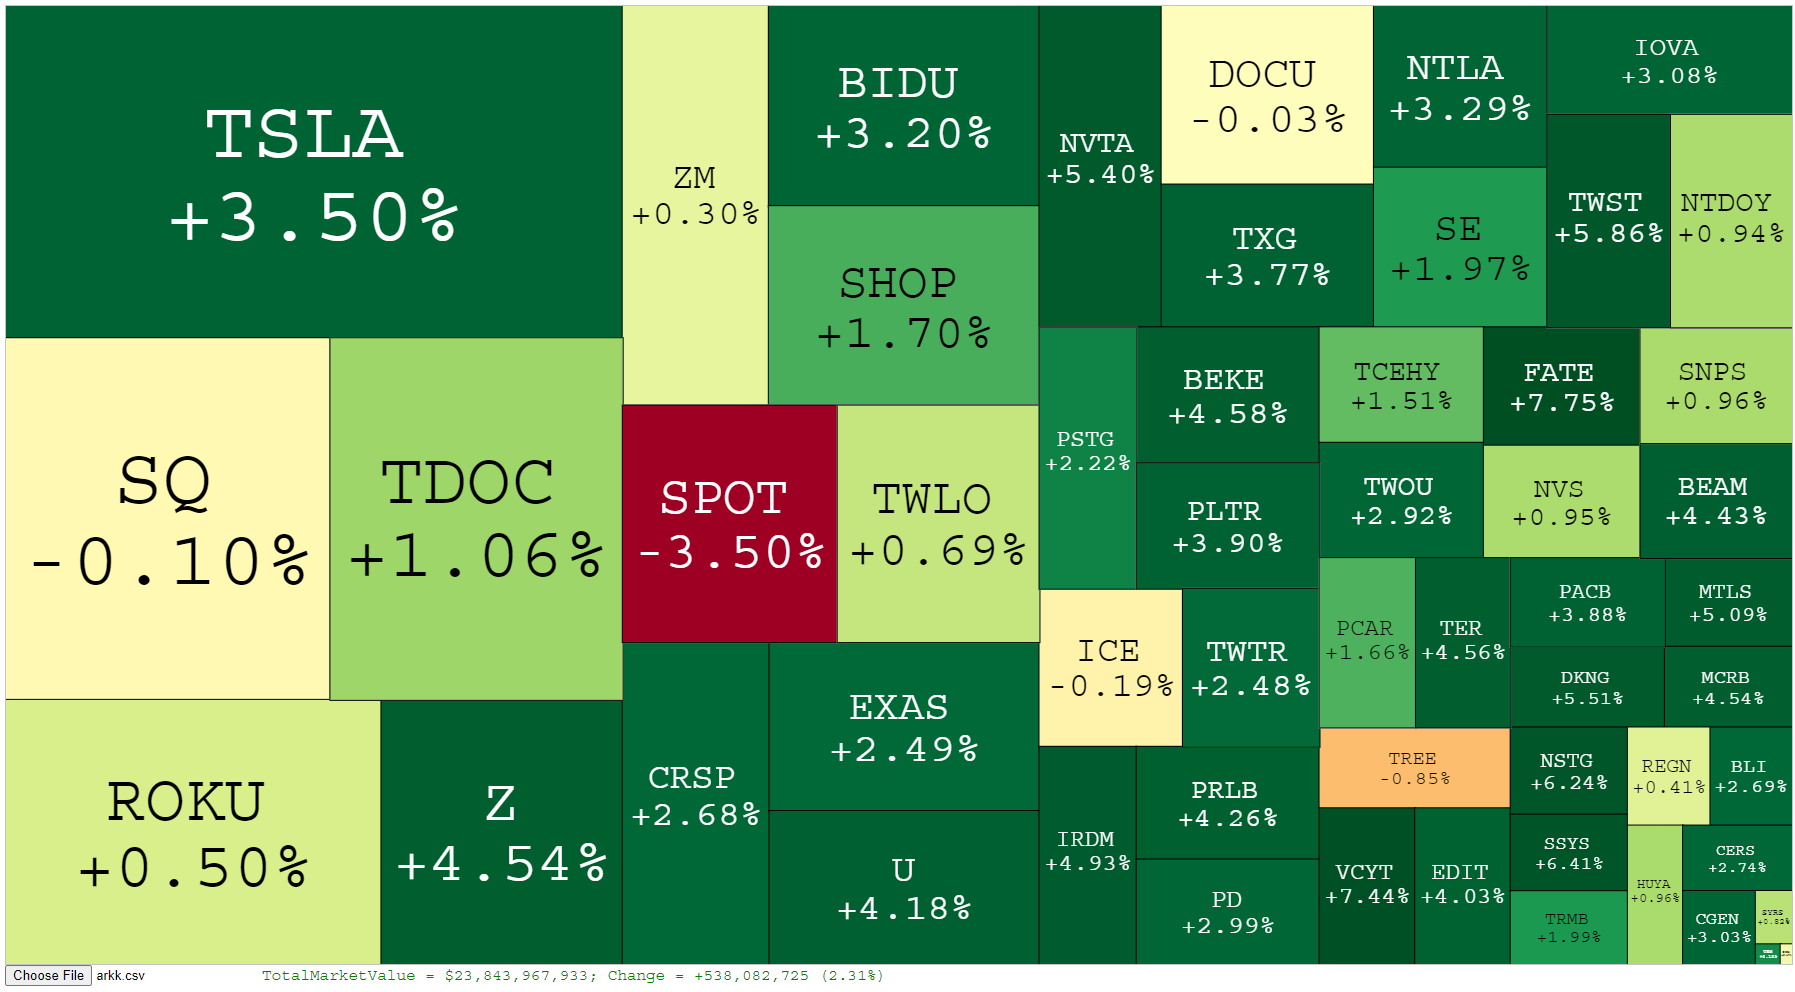 TSLA
+3.50%
SQ
-0.10%
TDOC
+1.06%
ROKU
+0.50%
Z
+4.54%
ZM
+0.30%
BIDU
+3.20%
SHOP
+1.70%
SPOT
-3.50%
TWLO
+0.69%
CRSP
+2.68%
EXAS
+2.49%
U
+4.18%
NVTA
+5.40%
DOCU
-0.03%
TXG
+3.77%
NTLA
+3.29%
SE
+1.97%
IOVA
+3.08%
TWST
+5.86%
NTDOY
+0.94%
PSTG
+2.22%
BEKE
+4.58%
PLTR
+3.90%
ICE
-0.19%
TWTR
+2.48%
IRDM
+4.93%
PRLB
+4.26%
PD
+2.99%
TCEHY
+1.51%
FATE
+7.75%
SNPS
+0.96%
TWOU
+2.92%
NVS
+0.95%
BEAM
+4.43%
PCAR
+1.66%
TER
+4.56%
PACB
+3.88%
MTLS
+5.09%
DKNG
+5.51%
MCRB
+4.54%
TREE
-0.85%
VCYT
+7.44%
EDIT
+4.03%
NSTG
+6.24%
REGN
+0.41%
BLI
+2.69%
SSYS
+6.41%
TRMB
+1.99%
HUYA
+0.96%
CERS
+2.74%
CGEN
+3.03%
SYRS
+0.82%
Choose File arkk.csv
TotalMarketValue = $23,843,967,933; Change = +538,082,725 (2.31%)